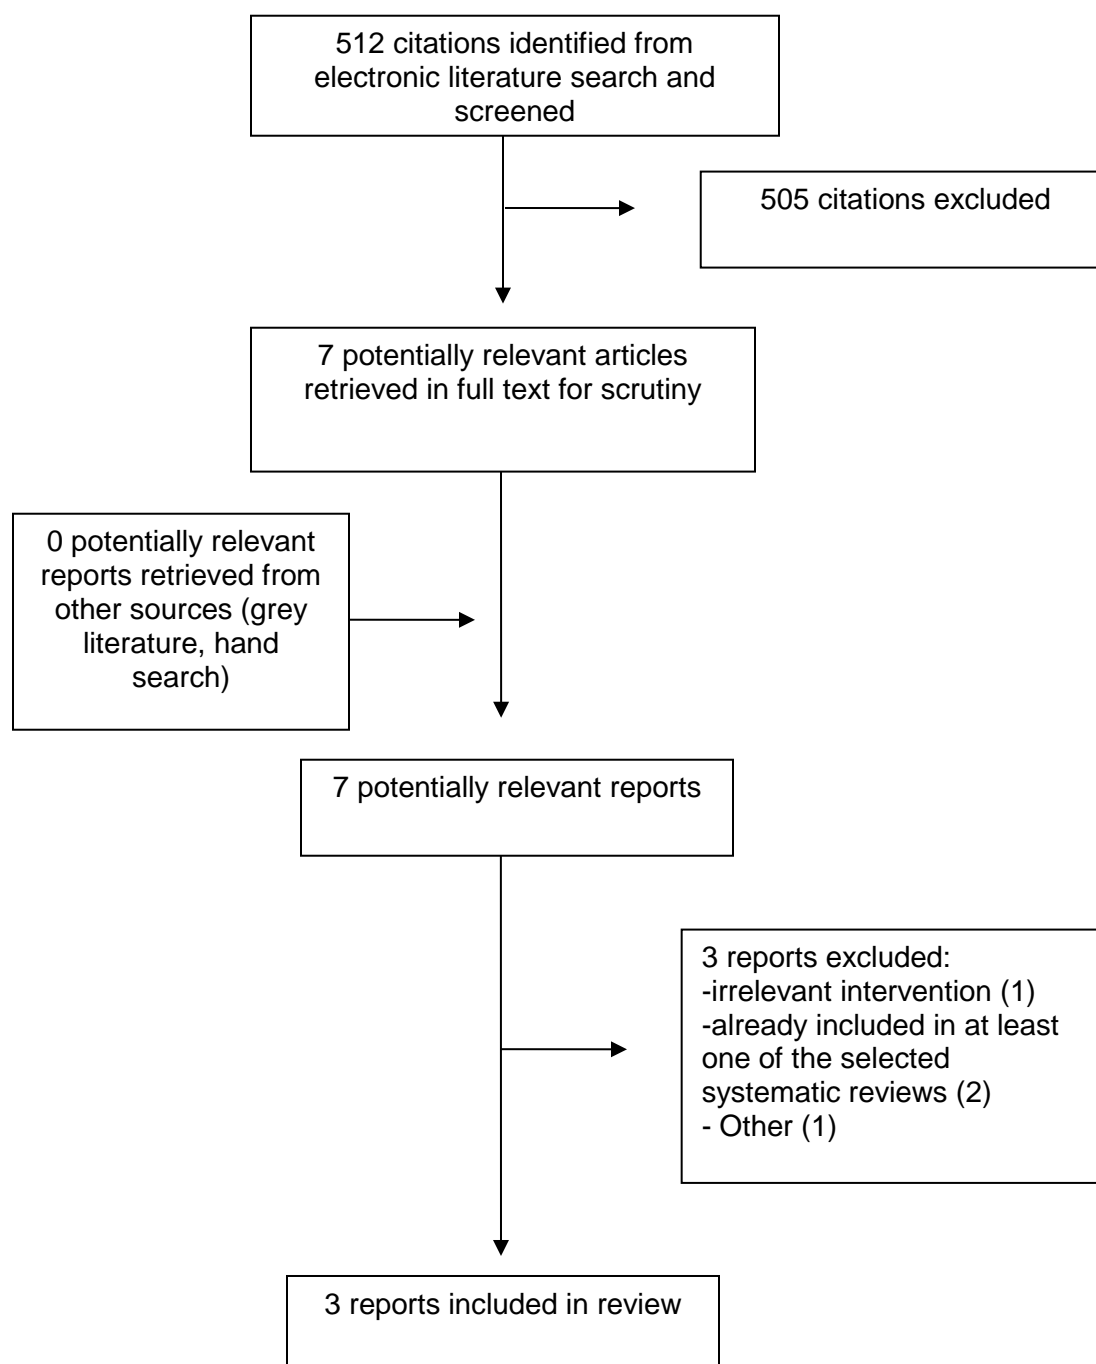 512 citations identified from
electronic literature search and
screened
505 citations excluded
7 potentially relevant articles
retrieved in full text for scrutiny
0 potentially relevant
reports retrieved from
other sources (grey
literature, hand
search)
7 potentially relevant reports
3 reports excluded:
-irrelevant intervention (1)
-already included in at least
one of the selected
systematic reviews (2)
- Other (1)
3 reports included in review